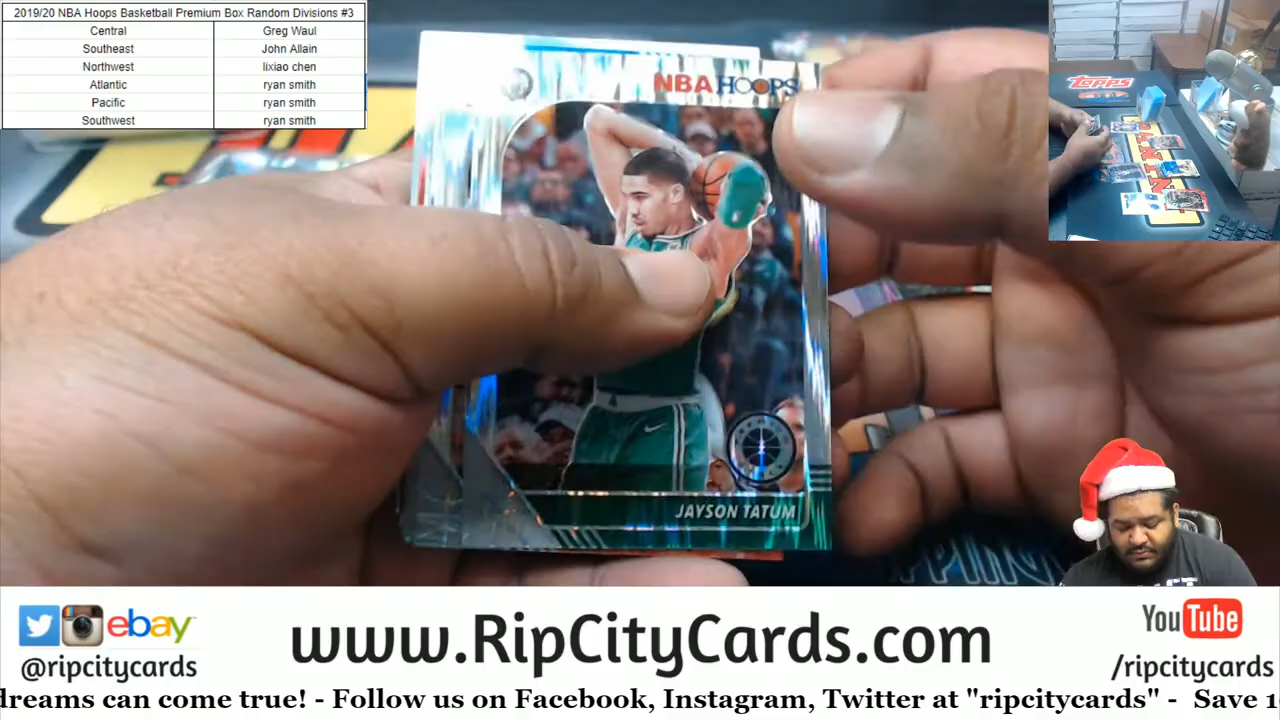 2019/20 NBA Hoops Basketball Premium Box Random Divisions #3
Central Greg Waul
Southeast John Allain
Northwest lixiao chen
Atlantic ryan smith
Pacific ryan smith
Southwest ryan smith
Topps
NBA HOOPS
JAYSON TATUM
ebay
@ripcitycards
www.RipCityCards.com
YouTube
/ripcitycards
dreams can come true! - Follow us on Facebook, Instagram, Twitter at "ripcitycards" - Save 1